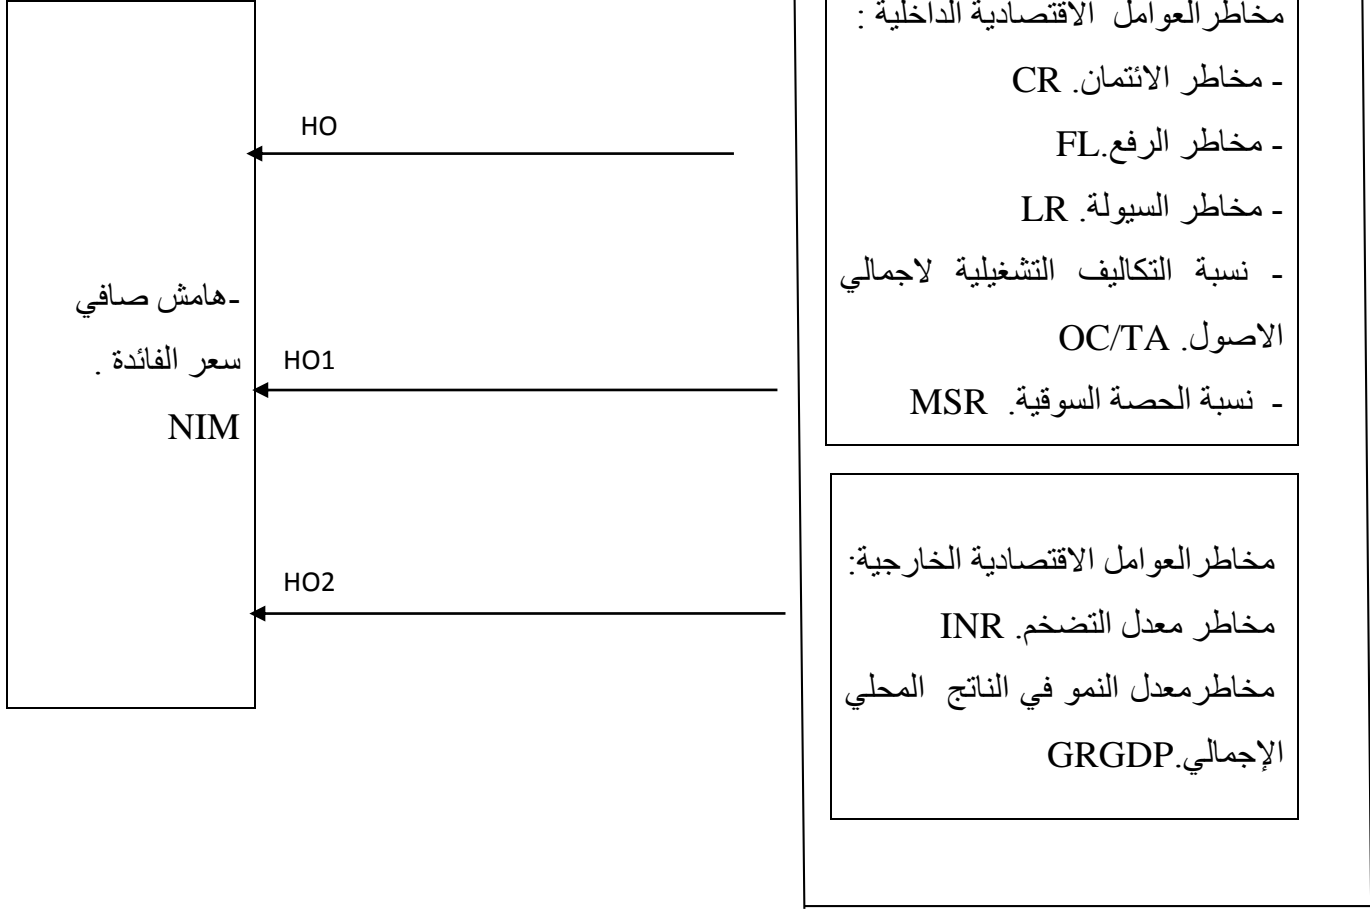 مخاطرالعوامل الاقتصادية الداخلية :
- مخاطر الائتمان. CR
- مخاطر الرفع.FL
- مخاطر السيولة. LR
- نسبة التكاليف التشغيلية لاجمالي
الاصول. OC/TA
- نسبة الحصة السوقية. MSR
مخاطرالعوامل الاقتصادية الخارجية:
مخاطر معدل التضخم. INR
مخاطرمعدل النمو في الناتج المحلي
الإجمالي.GRGDP
HO
HO1
HO2
-هامش صافي
سعر الفائدة .
NIM